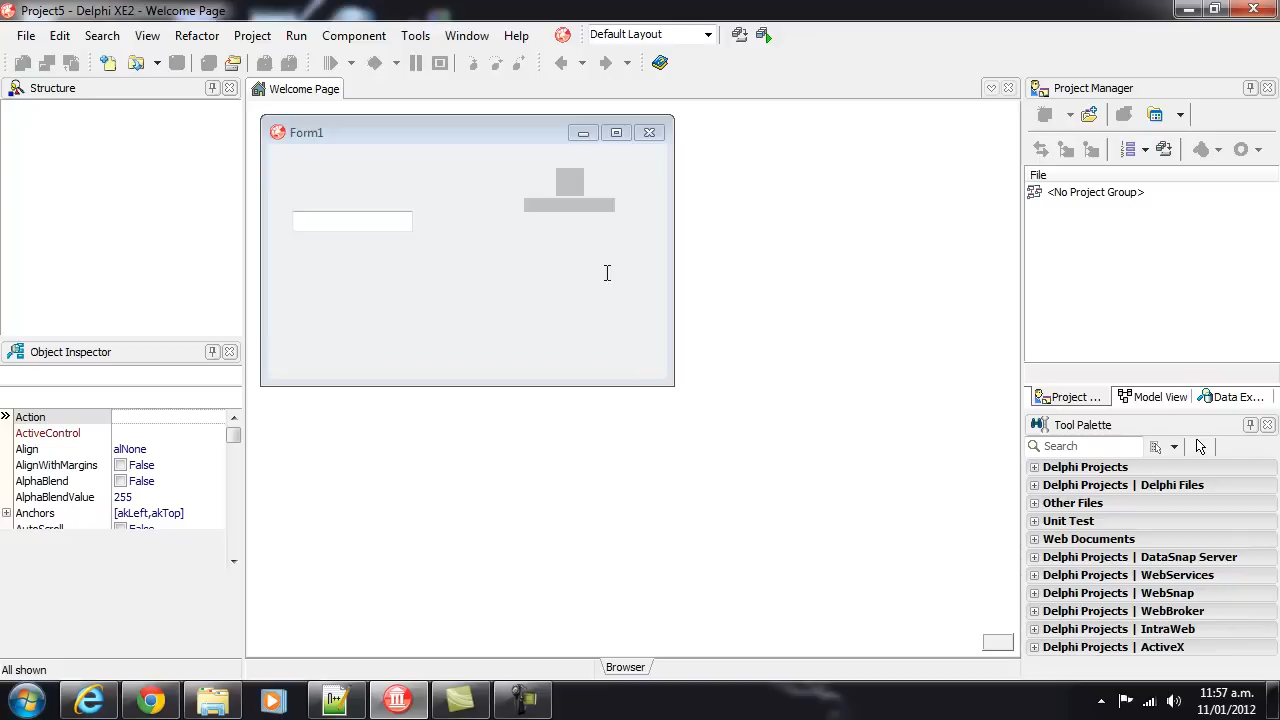 Project5 - Delphi XE2 - Welcome Page
File Edit Search View Refactor Project Run Component Tools Window Help Default Layout
Structure
Welcome Page
Project Manager
Form1
File
<No Project Group>
Object Inspector
Action
ActiveControl
Align alNone
AlignWithMargins False
AlphaBlend False
AlphaBlendValue 255
Anchors [akLeft,akTop]
AutoScroll False
All shown
Project ... Model View Data Ex...
Tool Palette
Search
Delphi Projects
Delphi Projects | Delphi Files
Other Files
Unit Test
Web Documents
Delphi Projects | DataSnap Server
Delphi Projects | WebServices
Delphi Projects | WebSnap
Delphi Projects | WebBroker
Delphi Projects | IntraWeb
Delphi Projects | ActiveX
Browser
11:57 a.m.
11/01/2012